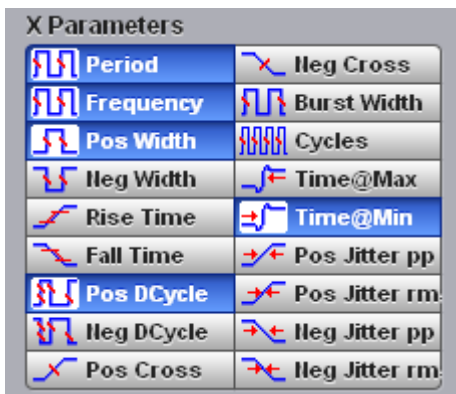 X Parameters
Period
Neg Cross
Frequency
Burst Width
Pos Width
Cycles
Neg Width
Time@Max
Rise Time
Time@Min
Fall Time
Pos Jitter pp
Pos DCycle
Pos Jitter rm
Neg DCycle
Neg Jitter pp
Pos Cross
Neg Jitter rm